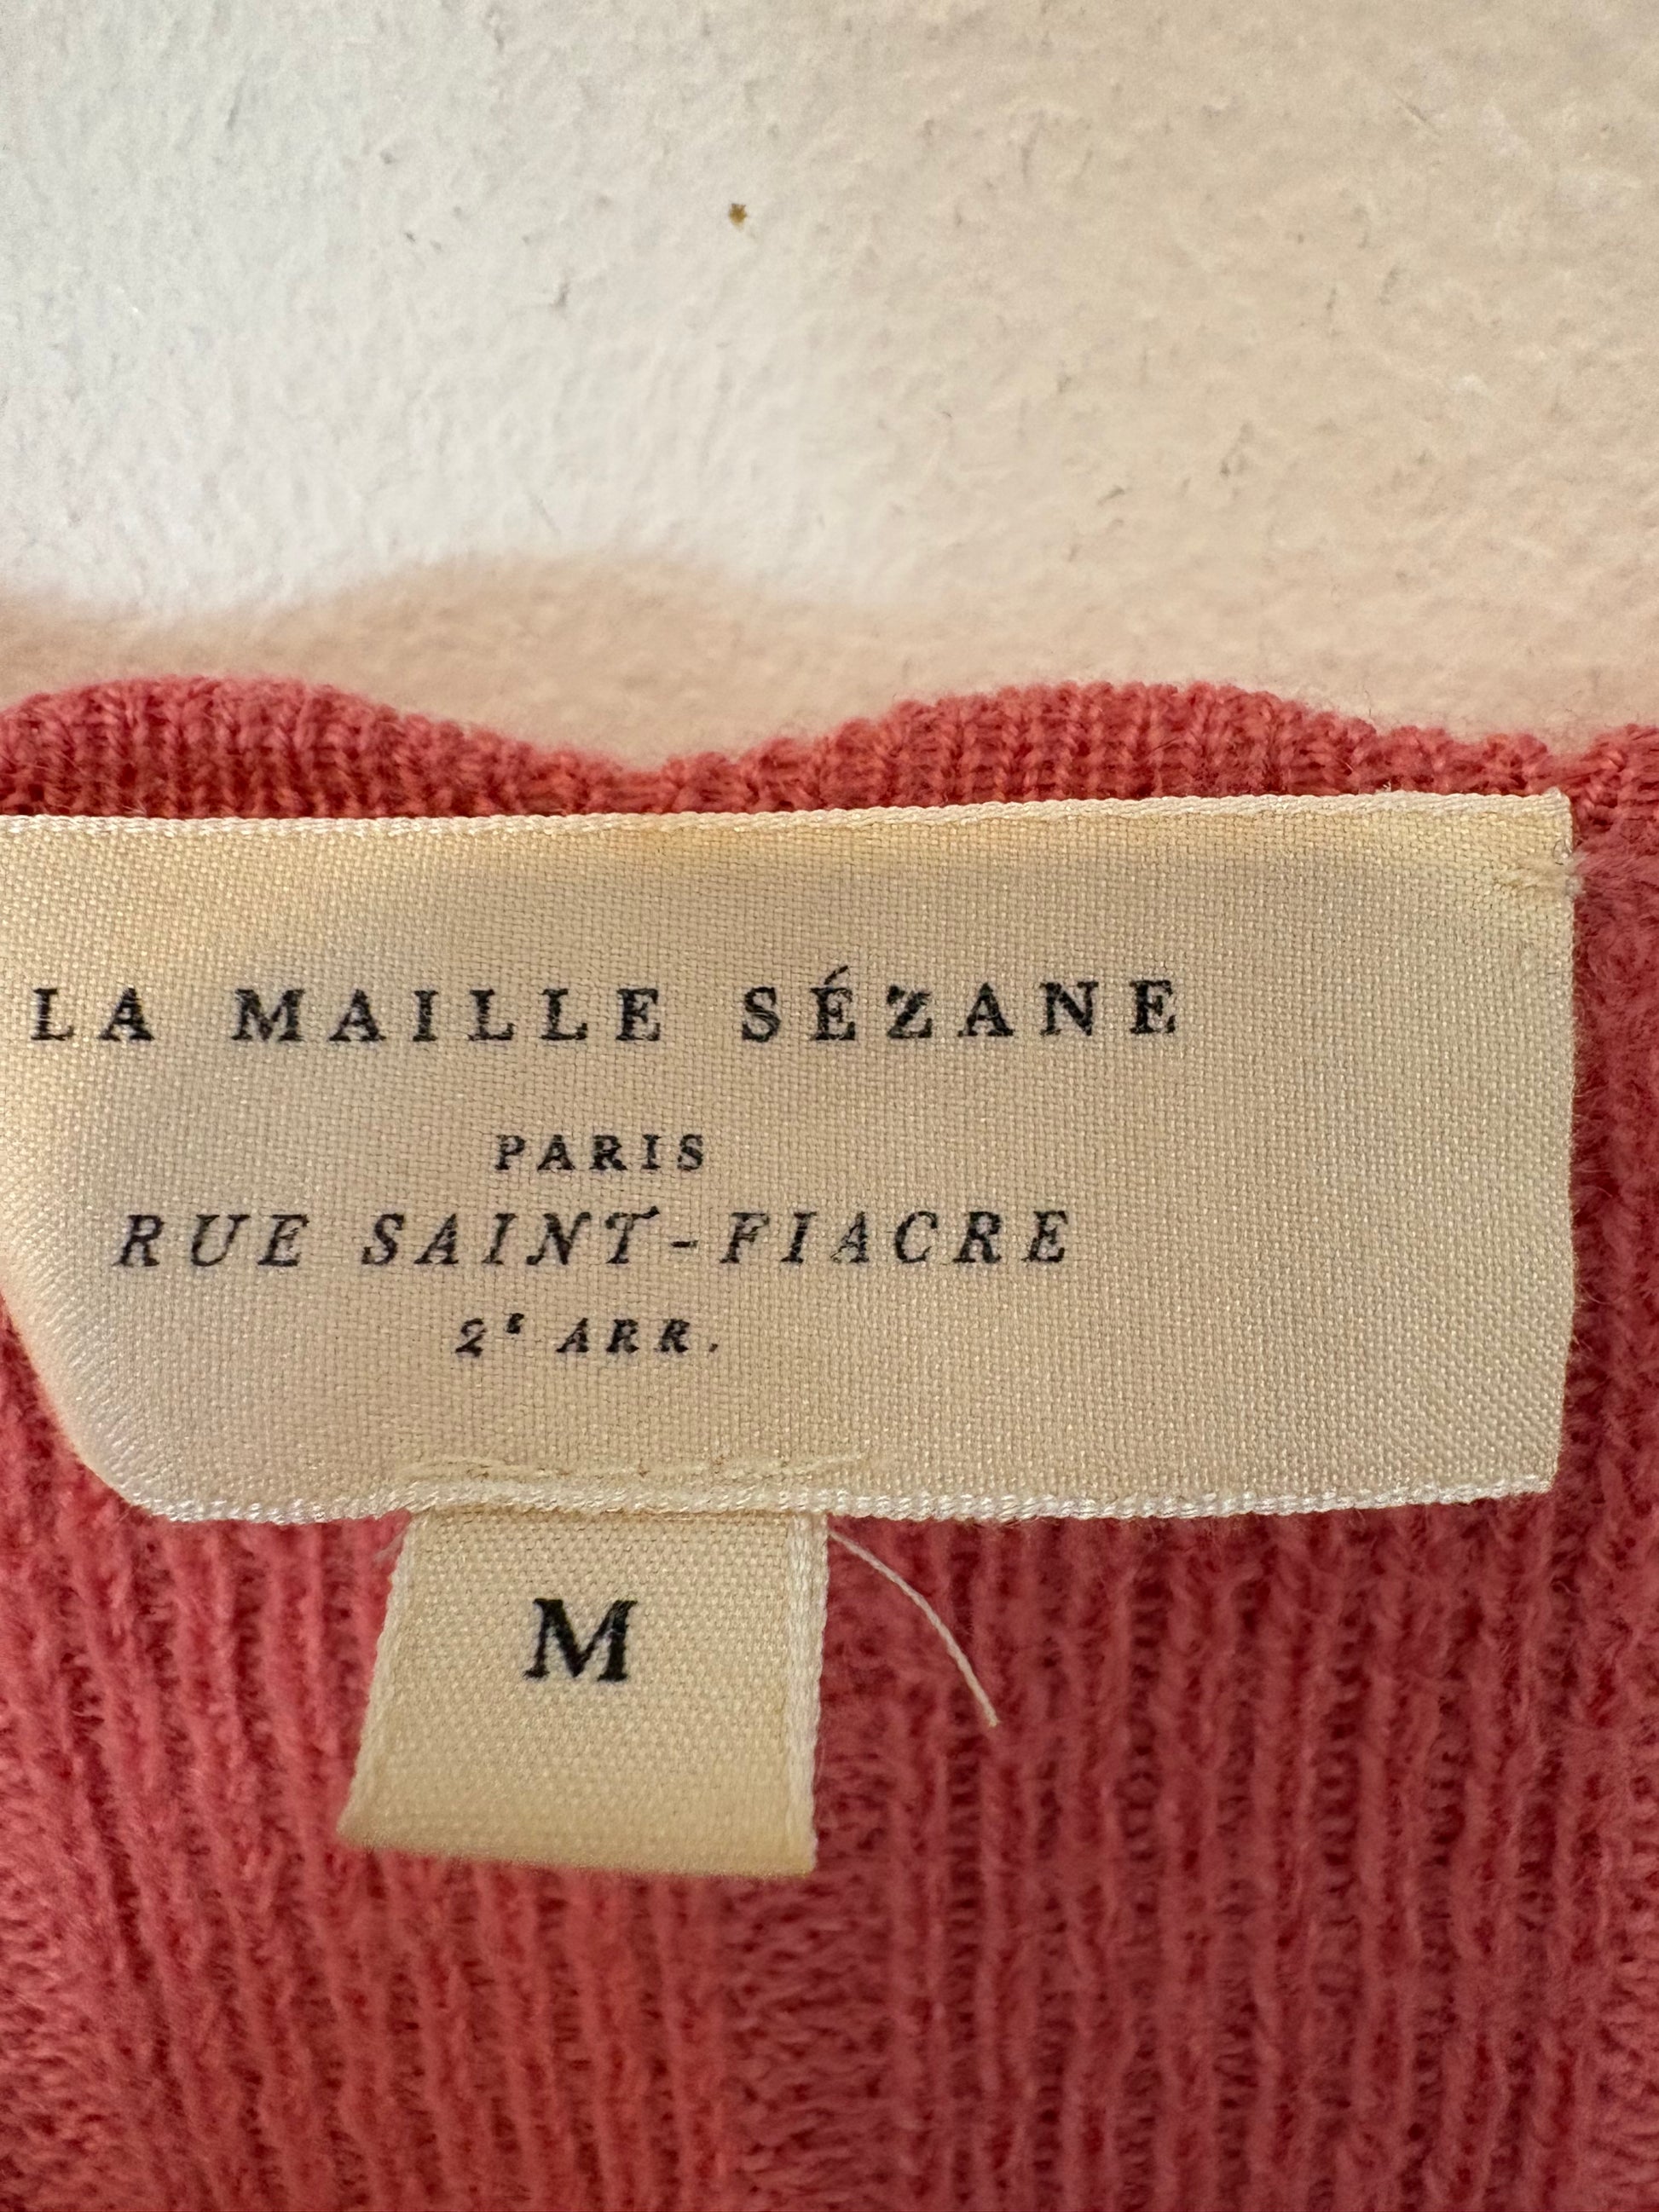 LA MAILLE SÉZANE
PARIS
RUE SAINT-FIACRE
2ᵉ ARR.
M